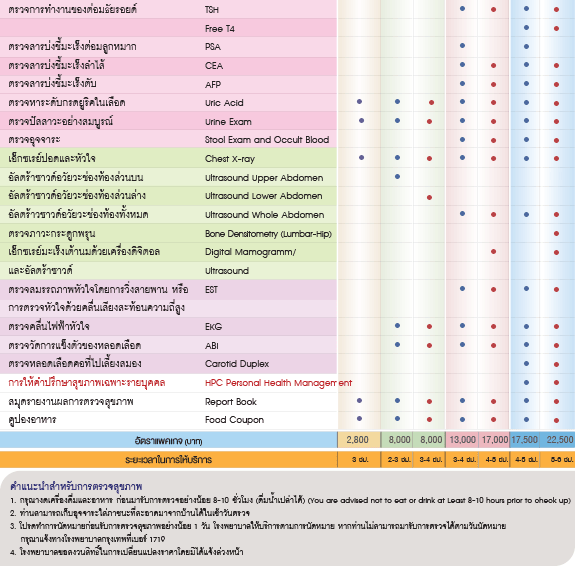 ตรวจการทำงานของต่อมธัยรอยด์ TSH
Free T4
ตรวจสารบ่งชี้มะเร็งต่อมลูกหมาก PSA
ตรวจสารบ่งชี้มะเร็งลำไส้ CEA
ตรวจสารบ่งชี้มะเร็งตับ AFP
ตรวจหาระดับกรดยูริคในเลือด Uric Acid
ตรวจปัสสาวะอย่างสมบูรณ์ Urine Exam
ตรวจอุจจาระ Stool Exam and Occult Blood
เอ็กซเรย์ปอดและหัวใจ Chest X-ray
อัลตร้าซาวด์อวัยวะช่องท้องส่วนบน Ultrasound Upper Abdomen
อัลตร้าซาวด์อวัยวะช่องท้องส่วนล่าง Ultrasound Lower Abdomen
อัลตร้าวซาวด์อวัยวะช่องท้องทั้งหมด Ultrasound Whole Abdomen
ตรวจภาวะกระดูกพรุน Bone Densitometry (Lumbar-Hip)
เอ็กซเรย์มะเร็งเต้านมด้วยเครื่องดิจิตอล Digital Mamogramm/
และอัลตร้าซาวด์ Ultrasound
ตรวจสมรรถภาพหัวใจโดยการวิ่งสายพาน หรือ EST
การตรวจหัวใจด้วยคลื่นเสียงสะท้อนความถี่สูง
ตรวจคลื่นไฟฟ้าหัวใจ EKG
ตรวจวัดการแข็งตัวของหลอดเลือด ABI
ตรวจหลอดเลือดคอที่ไปเลี้ยงสมอง Carotid Duplex
การให้คำปรึกษาสุขภาพเฉพาะรายบุคคล HPC Personal Health Management
สมุดรายงานผลการตรวจสุขภาพ Report Book
คูปองอาหาร Food Coupon
อัตราแพคเกจ (บาท) 2,800 8,000 8,000 13,000 17,000 17,500 22,500
ระยะเวลาในการให้บริการ 3 ชม. 2-3 ชม. 3-4 ชม. 3-4 ชม. 4-5 ชม. 4-5 ชม. 5-6 ชม.
คำแนะนำสำหรับการตรวจสุขภาพ
1. กรุณางดเครื่องดื่มและอาหาร ก่อนมารับการตรวจอย่างน้อย 8-10 ชั่วโมง (ดื่มน้ำเปล่าได้) (You are advised not to eat or drink at Least 8-10 hours prior to check up)
2. ท่านสามารถเก็บอุจจาระใส่ภาชนะที่สะอาดมาจากบ้านได้ในเช้าวันตรวจ
3. โปรดทำการนัดหมายก่อนรับการตรวจสุขภาพอย่างน้อย 1 วัน โรงพยาบาลให้บริการตามการนัดหมาย หากท่านไม่สามารถมารับการตรวจได้ตามวันนัดหมาย
กรุณาแจ้งทางโรงพยาบาลกรุงเทพที่เบอร์ 1719
4. โรงพยาบาลขอสงวนสิทธิ์ในการเปลี่ยนแปลงราคาโดยมิได้แจ้งล่วงหน้า